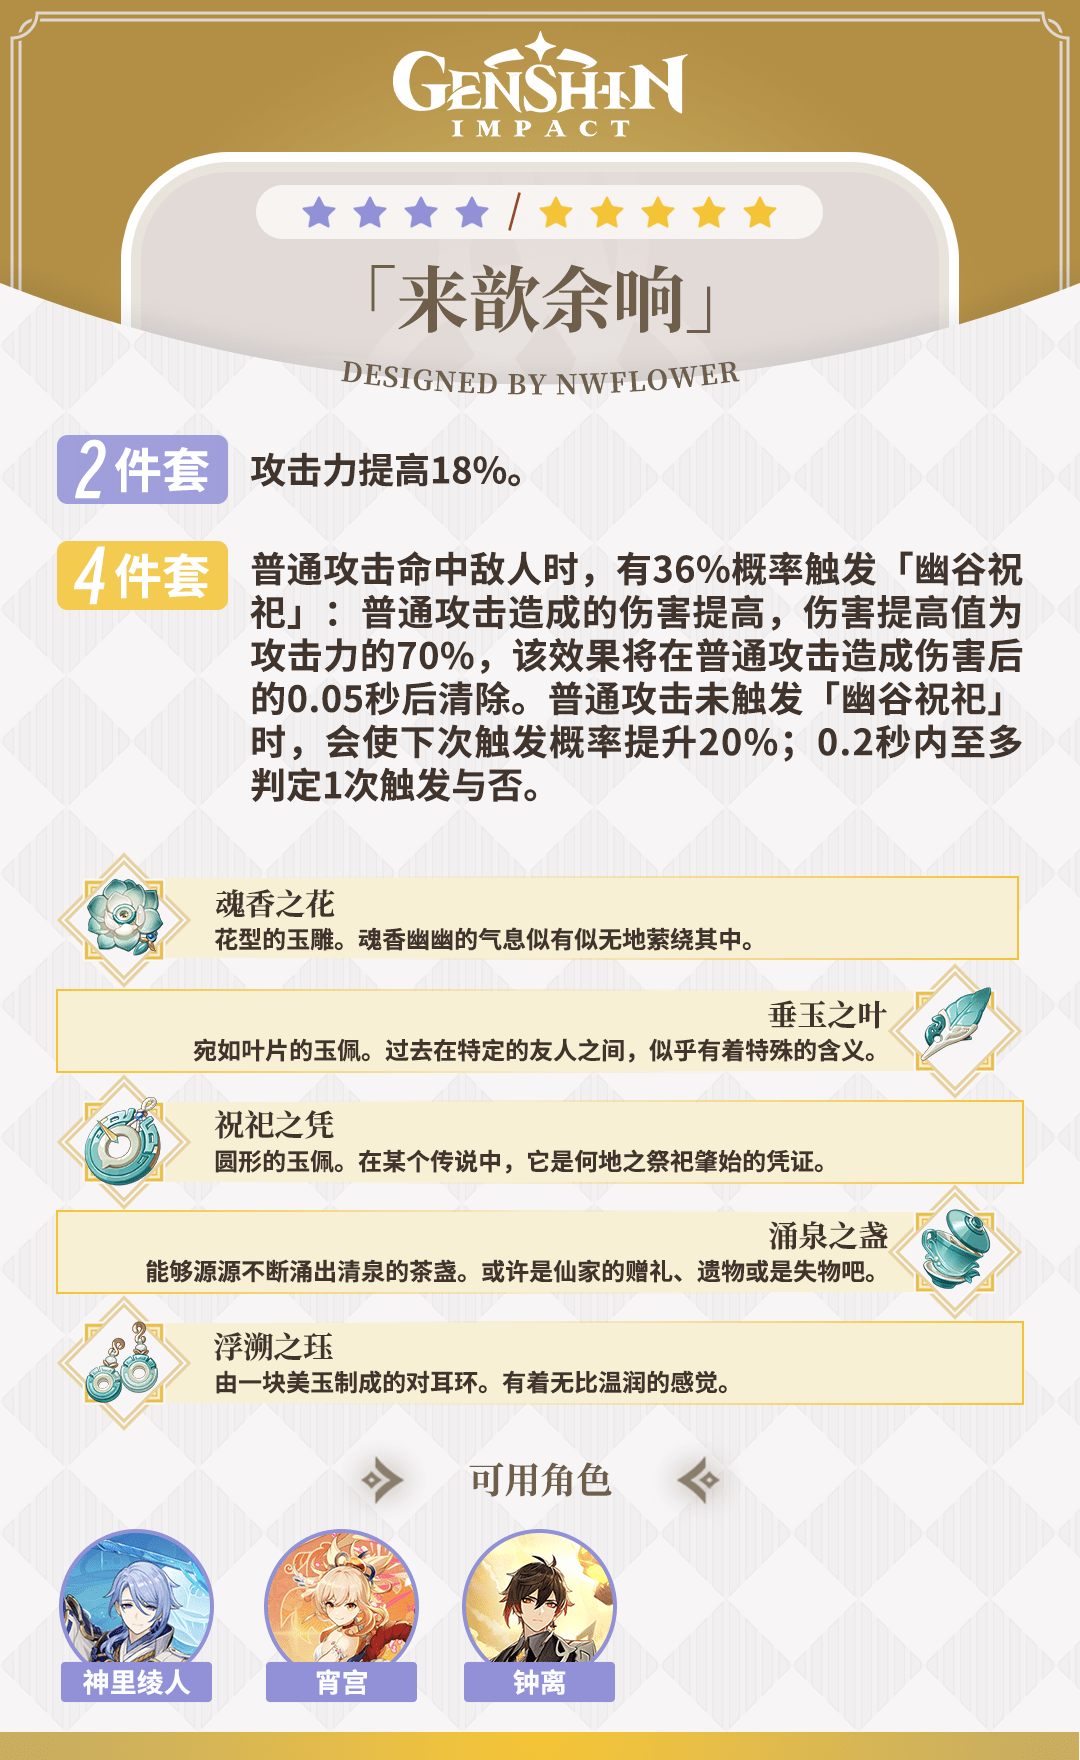 GENSHIN
IMPACT
「来歆余响」
DESIGNED BY NWFLOWER
2件套
攻击力提高18%。
4件套
普通攻击命中敌人时，有36%概率触发「幽谷祝
祀」：普通攻击造成的伤害提高，伤害提高值为
攻击力的70%，该效果将在普通攻击造成伤害后
的0.05秒后清除。普通攻击未触发「幽谷祝祀」
时，会使下次触发概率提升20%；0.2秒内至多
判定1次触发与否。
魂香之花
花型的玉雕。魂香幽幽的气息似有似无地萦绕其中。
垂玉之叶
宛如叶片的玉佩。过去在特定的友人之间，似乎有着特殊的含义。
祝祀之凭
圆形的玉佩。在某个传说中，它是何地之祭祀肇始的凭证。
涌泉之盏
能够源源不断涌出清泉的茶盏。或许是仙家的赠礼、遗物或是失物吧。
浮溯之珏
由一块美玉制成的对耳环。有着无比温润的感觉。
可用角色
神里绫人
宵宫
钟离